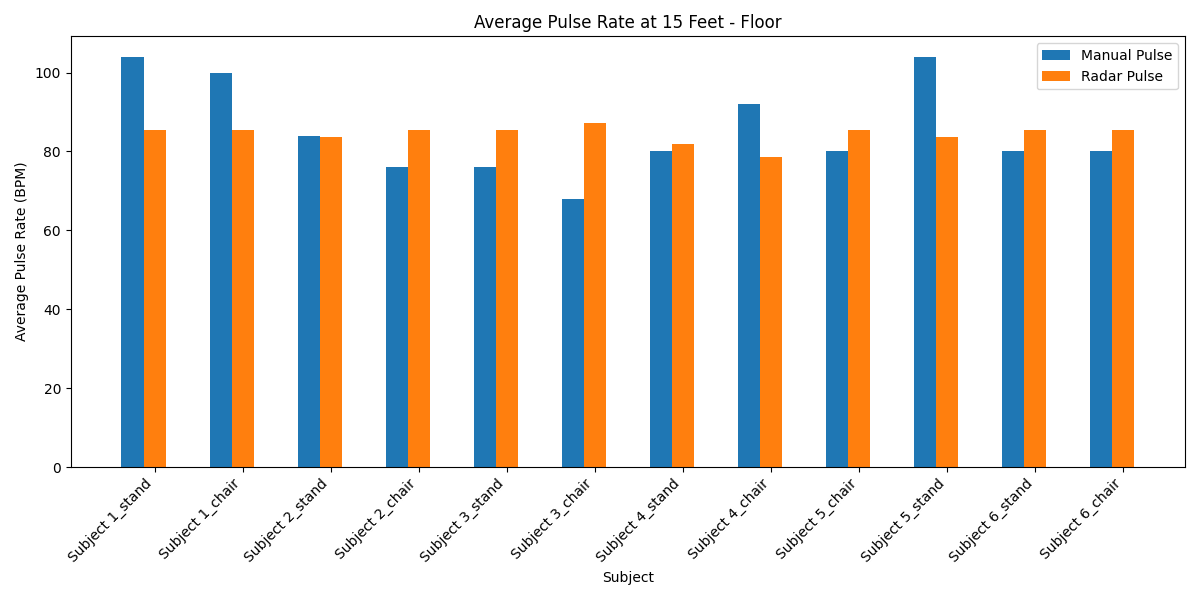 Average Pulse Rate at 15 Feet - Floor
Manual Pulse
Radar Pulse
Average Pulse Rate (BPM)
100
80
60
40
20
0
Subject 1_stand
Subject 1_chair
Subject 2_stand
Subject 2_chair
Subject 3_stand
Subject 3_chair
Subject 4_stand
Subject 4_chair
Subject 5_chair
Subject 5_stand
Subject 6_stand
Subject 6_chair
Subject